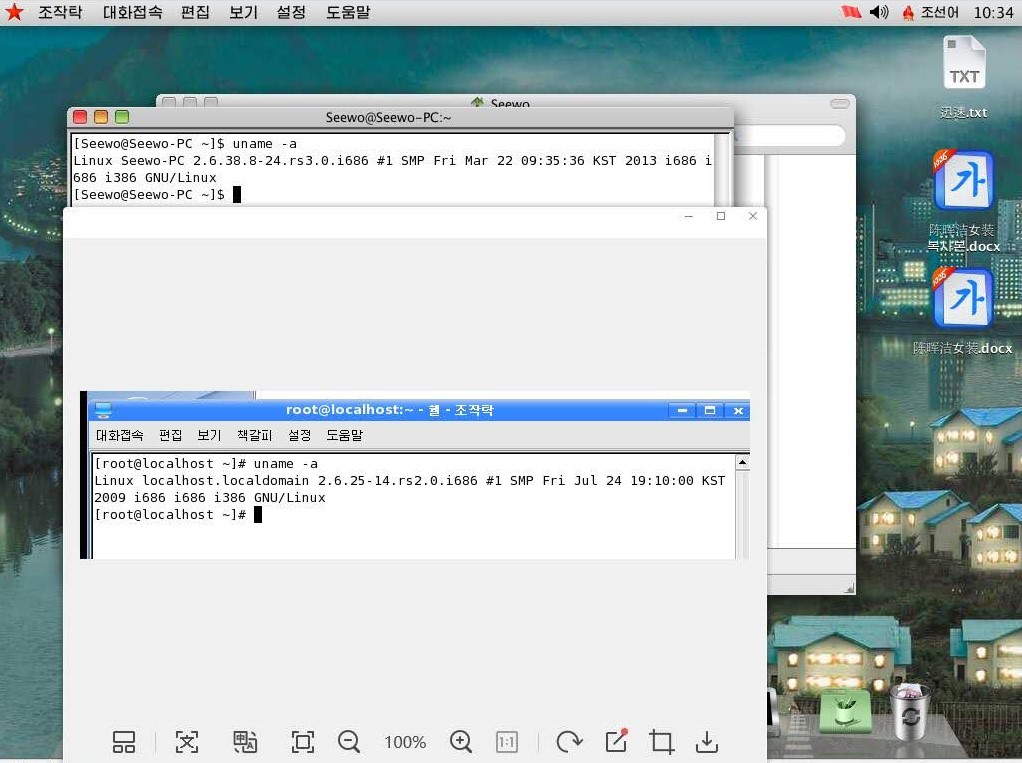 조작탁 대화접속 편집 보기 설정 도움말
조선어 10:34
TXT
迅速.txt
Seewo
Seewo@Seewo-PC:~
[Seewo@Seewo-PC ~]$ uname -a
Linux Seewo-PC 2.6.38.8-24.rs3.0.i686 #1 SMP Fri Mar 22 09:35:36 KST 2013 i686 i
686 i386 GNU/Linux
[Seewo@Seewo-PC ~]$
가
陈晖洁女装
복사본.docx
가
陈晖洁女装.docx
root@localhost:~ - 쉘 - 조작탁
대화접속 편집 보기 책갈피 설정 도움말
[root@localhost ~]# uname -a
Linux localhost.localdomain 2.6.25-14.rs2.0.i686 #1 SMP Fri Jul 24 19:10:00 KST
2009 i686 i686 i386 GNU/Linux
[root@localhost ~]#
100%
1:1